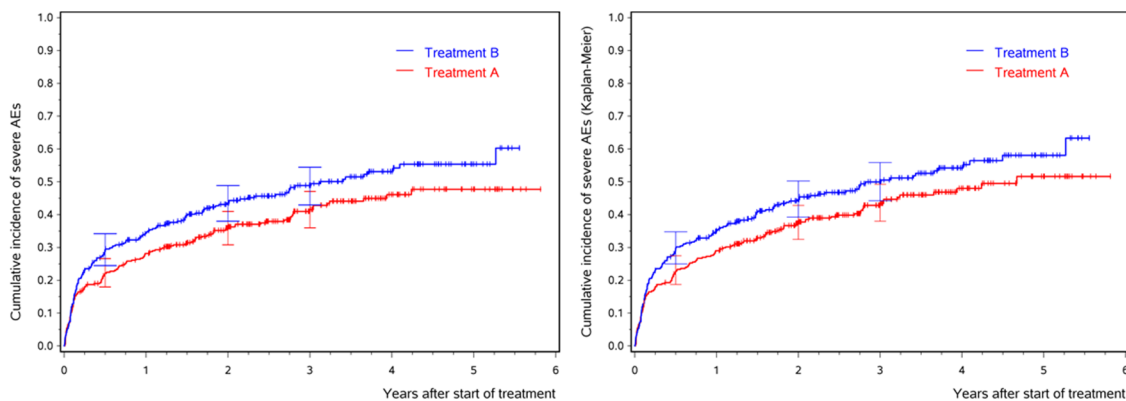 Cumulative incidence of severe AEs
1.0
0.9
0.8
0.7
0.6
0.5
0.4
0.3
0.2
0.1
0.0
Treatment B
Treatment A
0 1 2 3 4 5 6
Years after start of treatment
Cumulative incidence of severe AEs (Kaplan-Meier)
1.0
0.9
0.8
0.7
0.6
0.5
0.4
0.3
0.2
0.1
0.0
Treatment B
Treatment A
0 1 2 3 4 5 6
Years after start of treatment